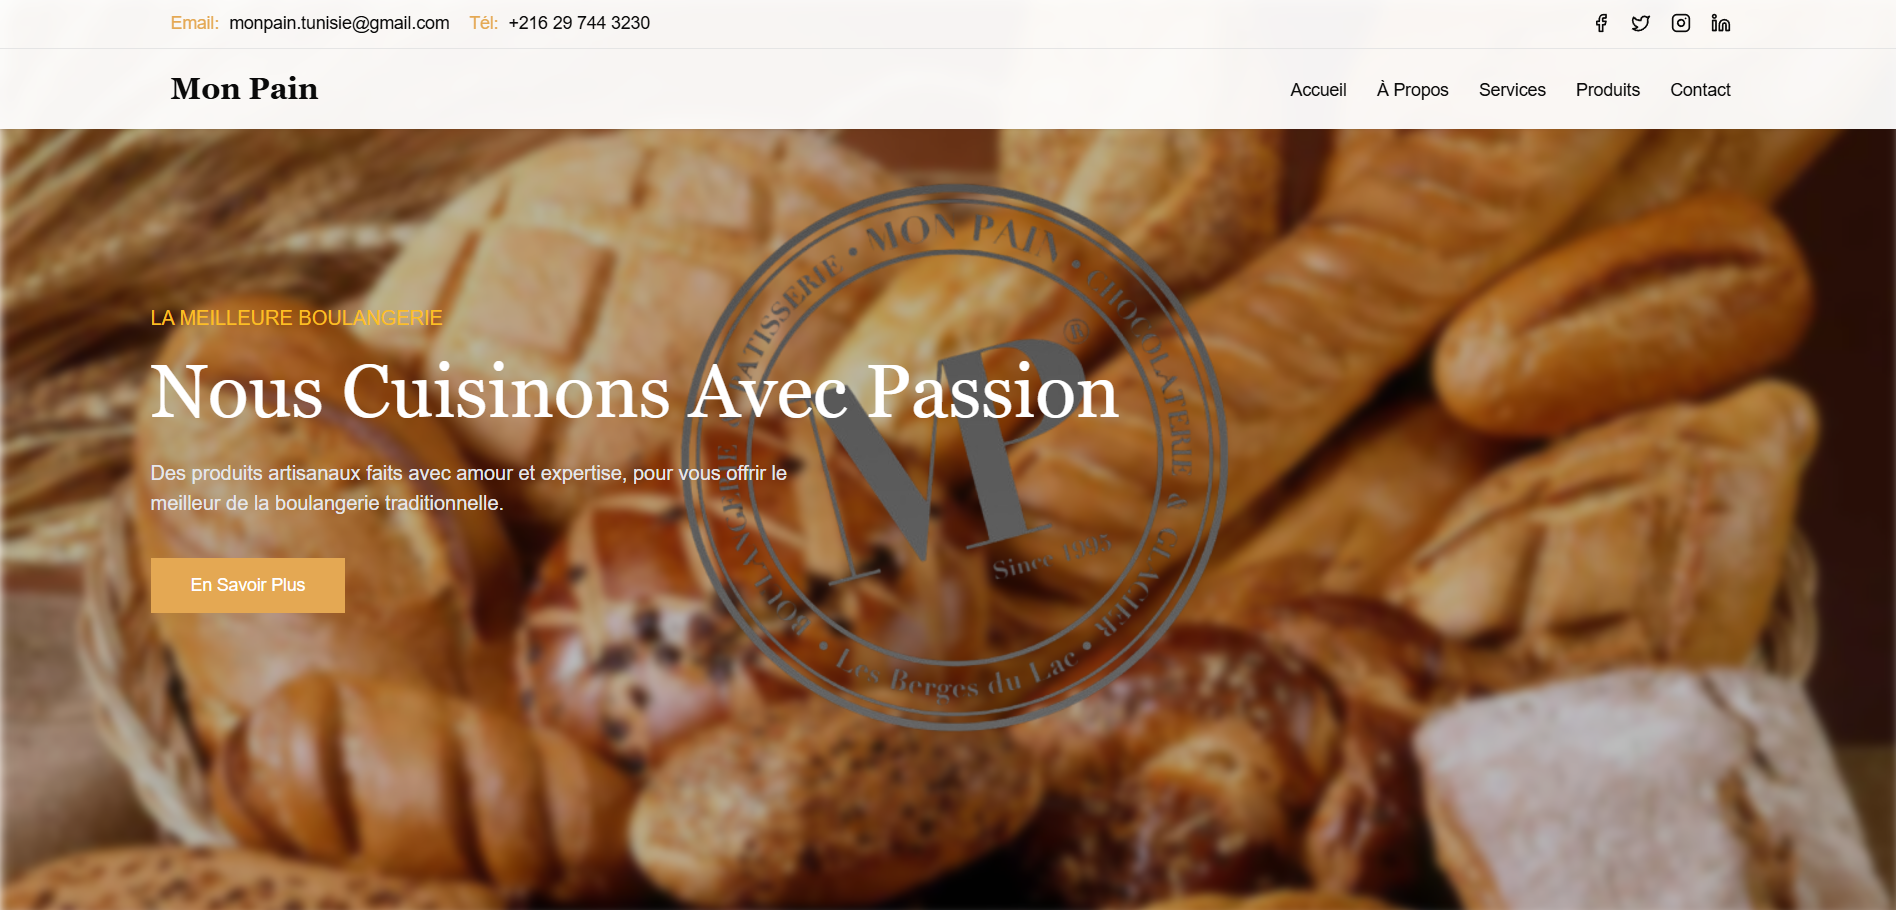 Email: monpain.tunisie@gmail.com Tél: +216 29 744 3230
Mon Pain
Accueil À Propos Services Produits Contact
LA MEILLEURE BOULANGERIE
Nous Cuisinons Avec Passion
Des produits artisanaux faits avec amour et expertise, pour vous offrir le
meilleur de la boulangerie traditionnelle.
En Savoir Plus
BOULANGERIE & PATISSERIE • MON PAIN • CHOCOLATERIE & GLACIER • Les Berges du Lac •
MP ®
Since 1995